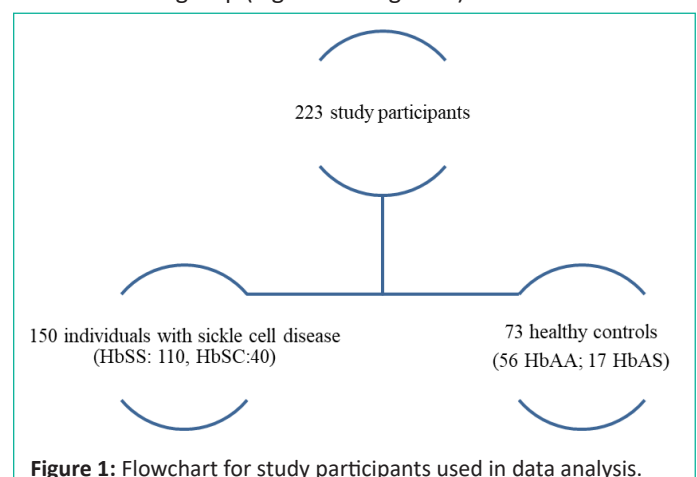 223 study participants
150 individuals with sickle cell disease
(HbSS: 110, HbSC:40)
73 healthy controls
(56 HbAA; 17 HbAS)
Figure 1: Flowchart for study participants used in data analysis.